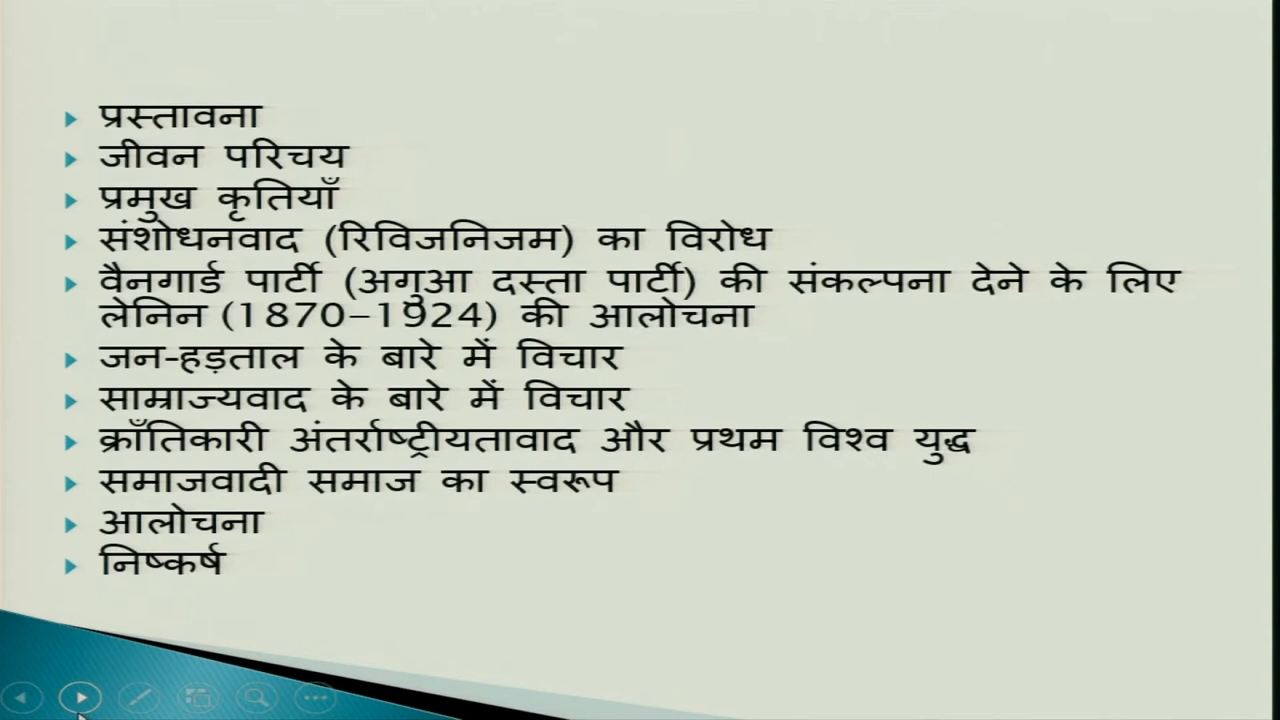 प्रस्तावना
जीवन परिचय
प्रमुख कृतियाँ
संशोधनवाद (रिविजनिजम) का विरोध
वैनगार्ड पार्टी (अगुआ दस्ता पार्टी) की संकल्पना देने के लिए
लेनिन (1870–1924) की आलोचना
जन-हड़ताल के बारे में विचार
साम्राज्यवाद के बारे में विचार
क्राँतिकारी अंतर्राष्ट्रीयतावाद और प्रथम विश्व युद्ध
समाजवादी समाज का स्वरूप
आलोचना
निष्कर्ष